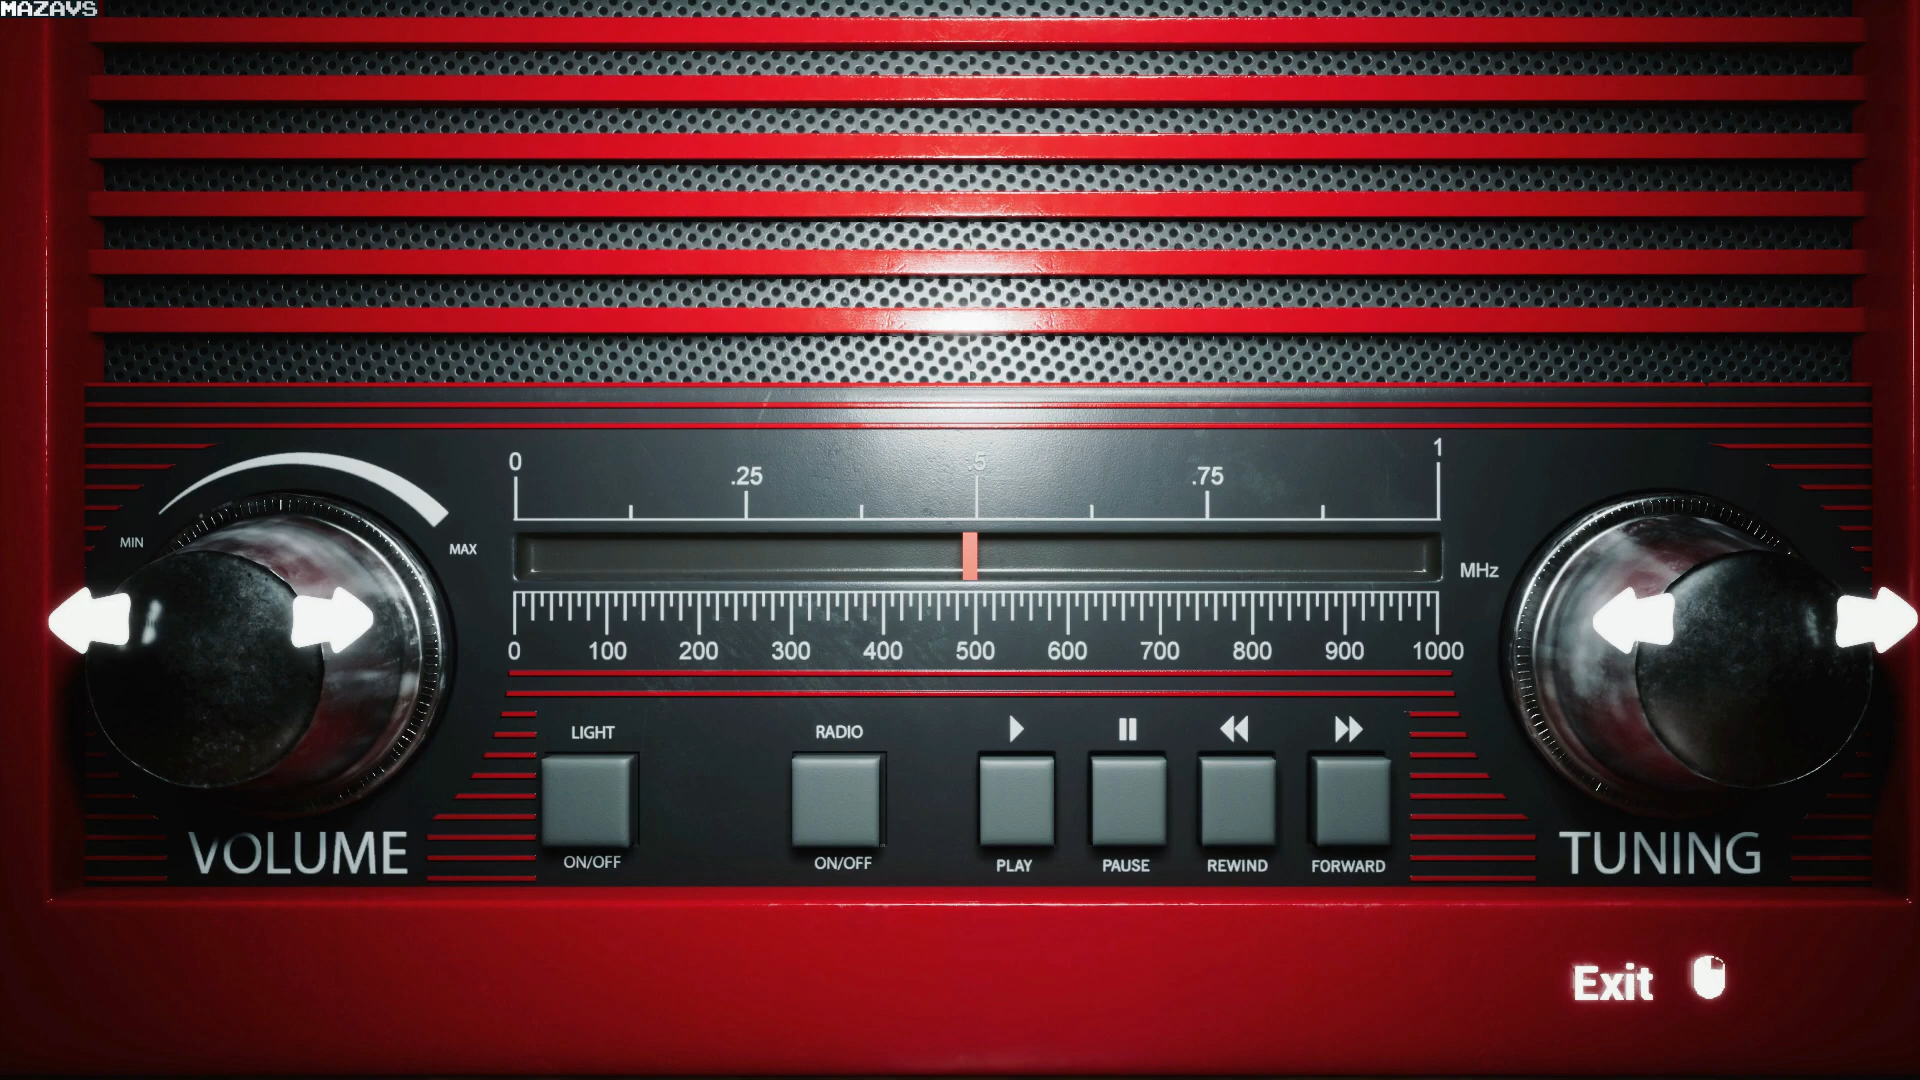 MAZAVS
0 .25 .5 .75 1
MIN MAX
MHz
0 100 200 300 400 500 600 700 800 900 1000
LIGHT RADIO
ON/OFF ON/OFF PLAY PAUSE REWIND FORWARD
VOLUME TUNING
Exit